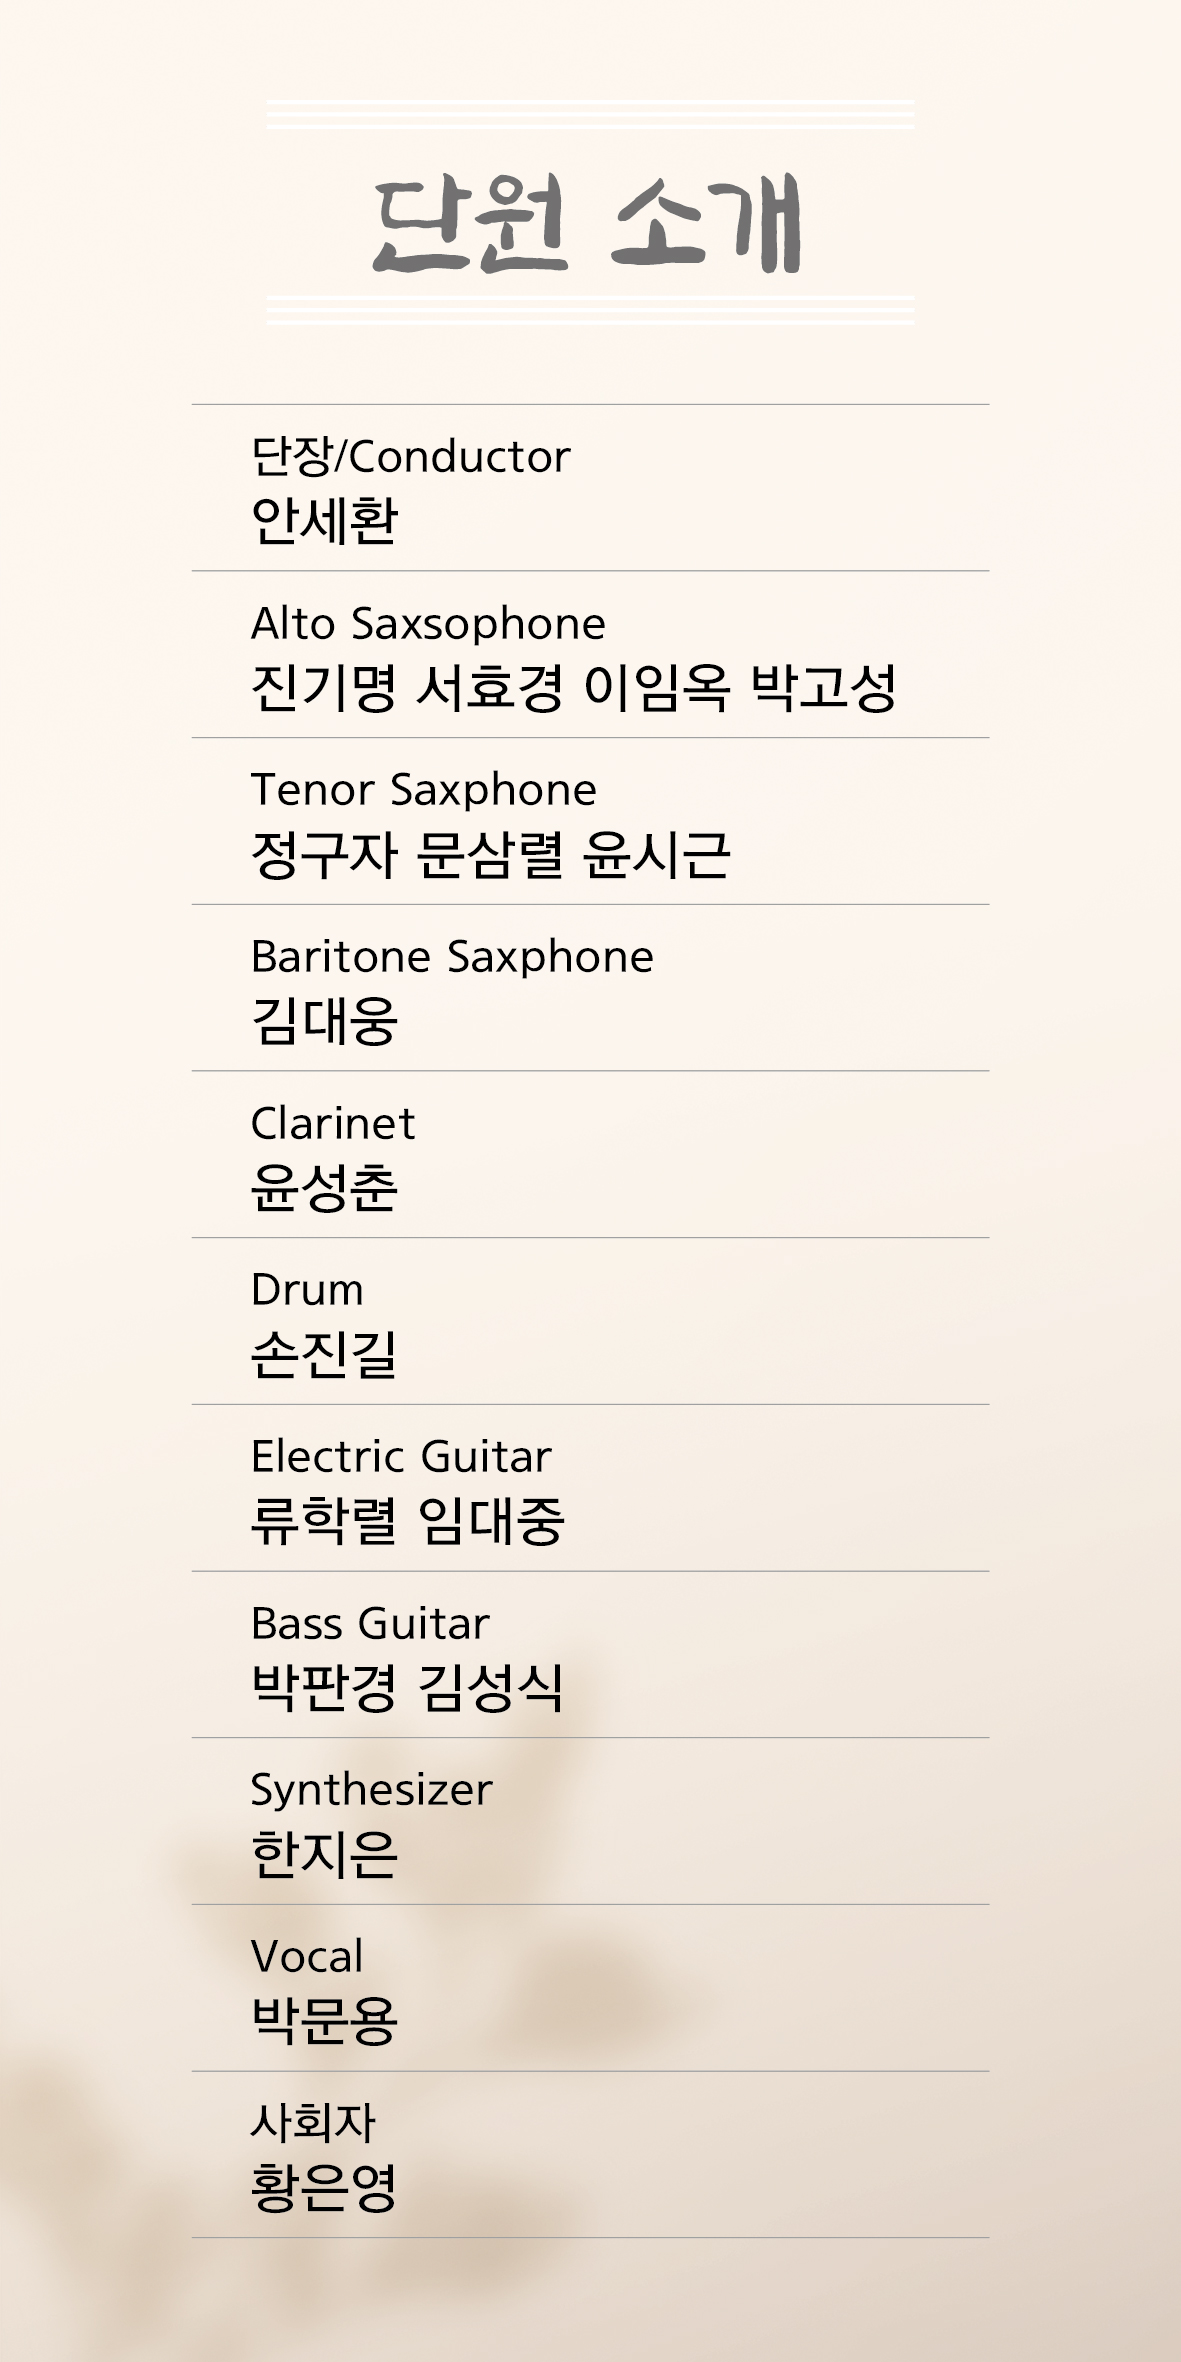 단원 소개
단장/Conductor
안세환
Alto Saxsophone
진기명 서효경 이임옥 박고성
Tenor Saxphone
정구자 문삼렬 윤시근
Baritone Saxphone
김대웅
Clarinet
윤성춘
Drum
손진길
Electric Guitar
류학렬 임대중
Bass Guitar
박판경 김성식
Synthesizer
한지은
Vocal
박문용
사회자
황은영